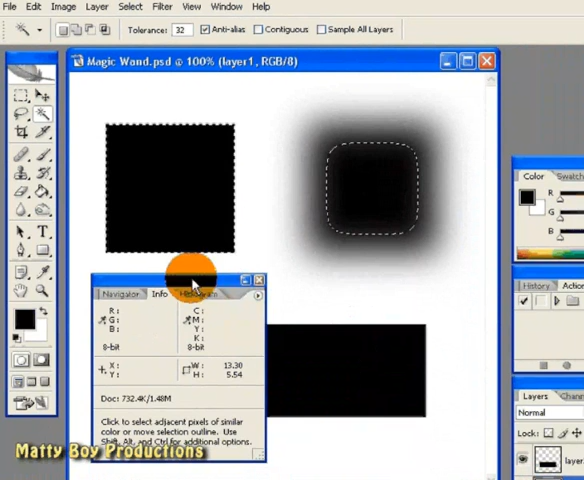 File Edit Image Layer Select Filter View Window Help
Tolerance: 32 Anti-alias Contiguous Sample All Layers
Magic Wand.psd @ 100% (layer1, RGB/8)
Color Swatch
R
G
B
History Action
Navigator Info Histogram
R: C:
G: M:
B: Y:
K:
8-bit 8-bit
X: W: 13.30
Y: H: 5.54
Doc: 732.4K/1.48M
Click to select adjacent pixels of similar
color or move selection outline. Use
Shift, Alt, and Ctrl for additional options.
Layers Chann
Normal
Lock:
layer
Matty Boy Productions